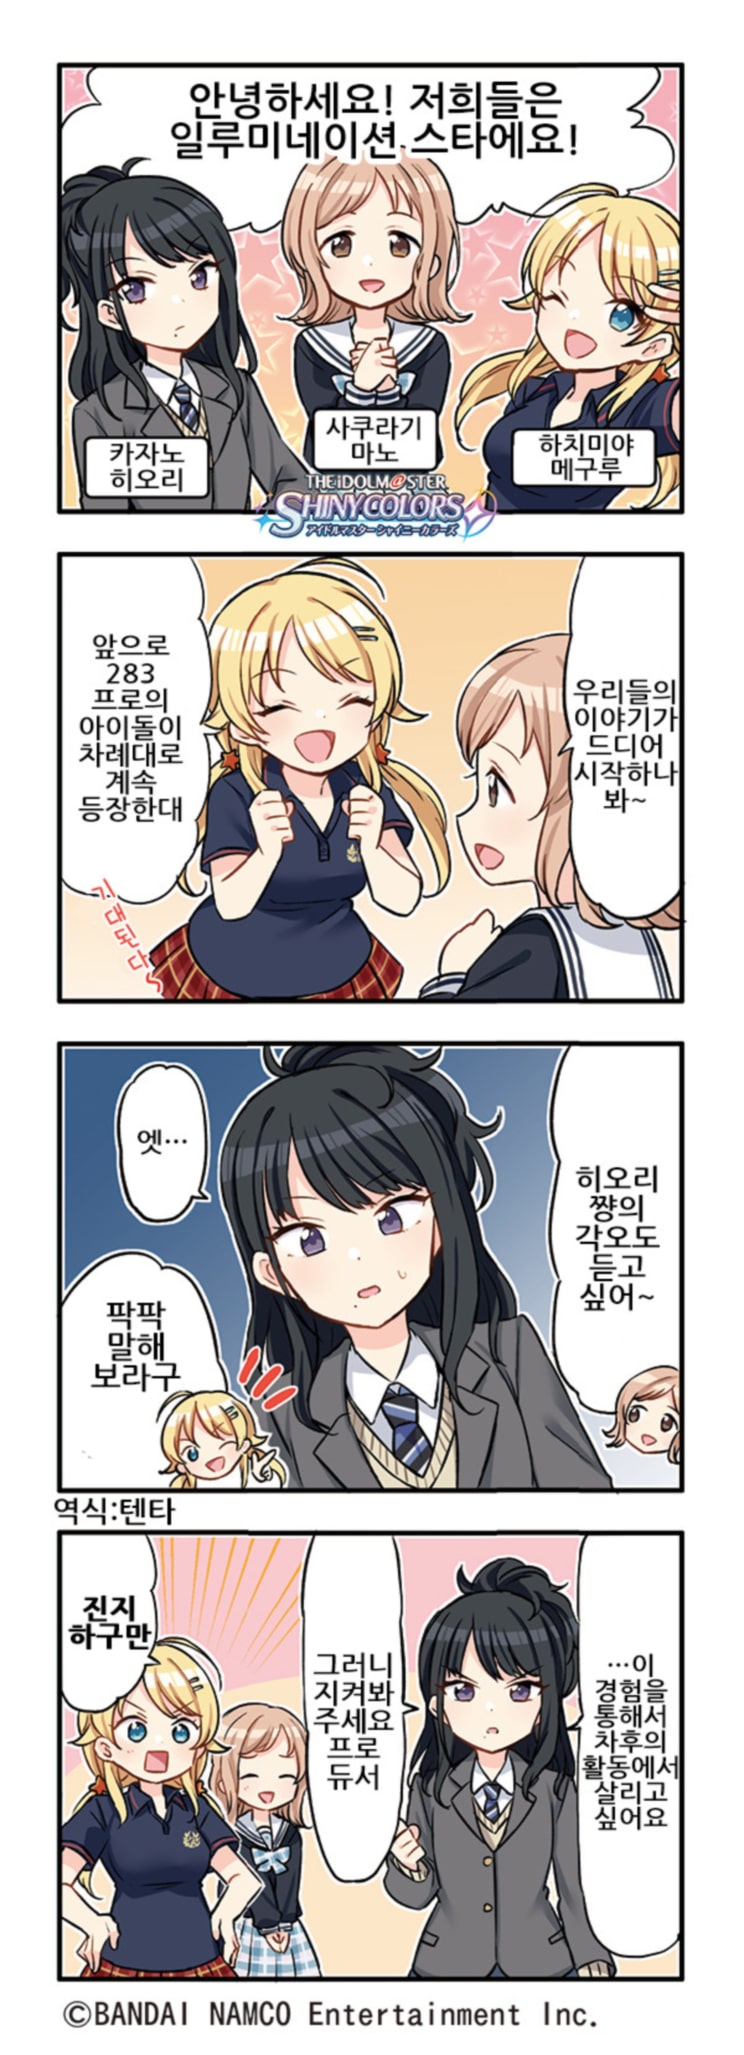 안녕하세요! 저희들은
일루미네이션 스타에요!
카자노
히오리
사쿠라기
마노
하치미야
메구루
THE iDOLM@STER
SHINYCOLORS
アイドルマスター シャイニーカラーズ
우리들의
이야기가
드디어
시작하나
봐~
앞으로
283
프로의
아이돌이
차례대로
계속
등장한대
기대된다~
히오리
쨩의
각오도
듣고
싶어~
엣…
팍팍
말해
보라구
역식:텐타
…이
경험을
통해서
차후의
활동에서
살리고
싶어요
그러니
지켜봐
주세요
프로
듀서
진지
하구만
©BANDAI NAMCO Entertainment Inc.